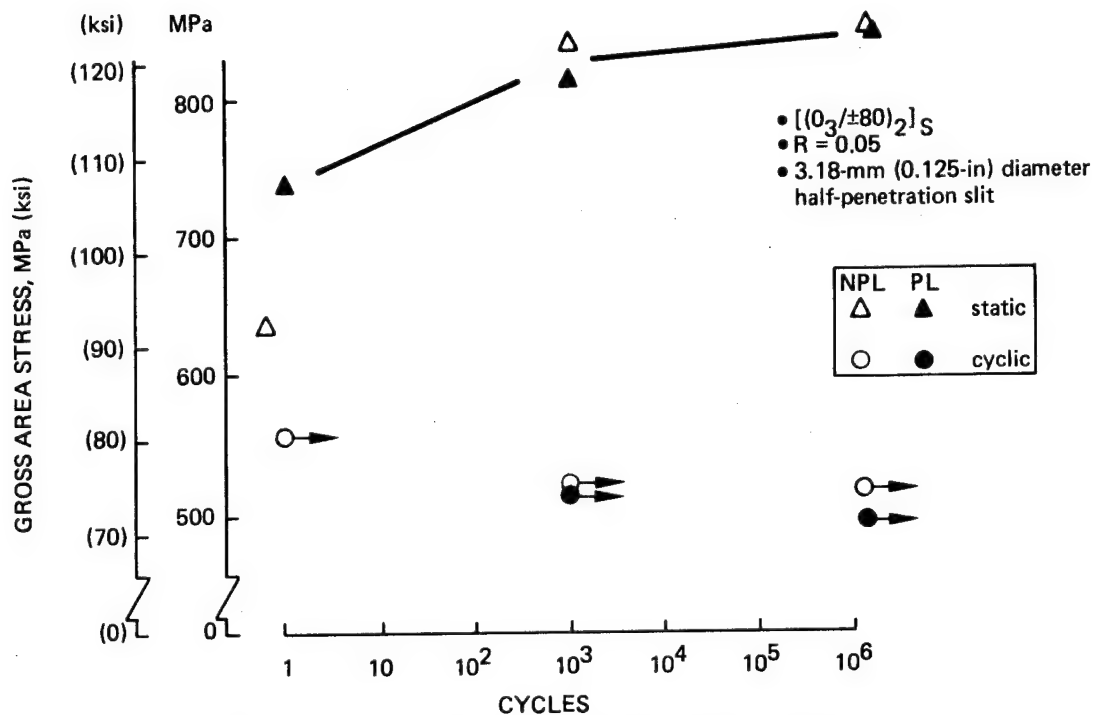 (ksi) MPa
(120)
800
(110)
700
(100)
(90)
600
(80)
500
(70)
(0) 0
GROSS AREA STRESS, MPa (ksi)
• [(0₃/±80)₂]S
• R = 0.05
• 3.18-mm (0.125-in) diameter
half-penetration slit
NPL PL
static
cyclic
1 10 10² 10³ 10⁴ 10⁵ 10⁶
CYCLES